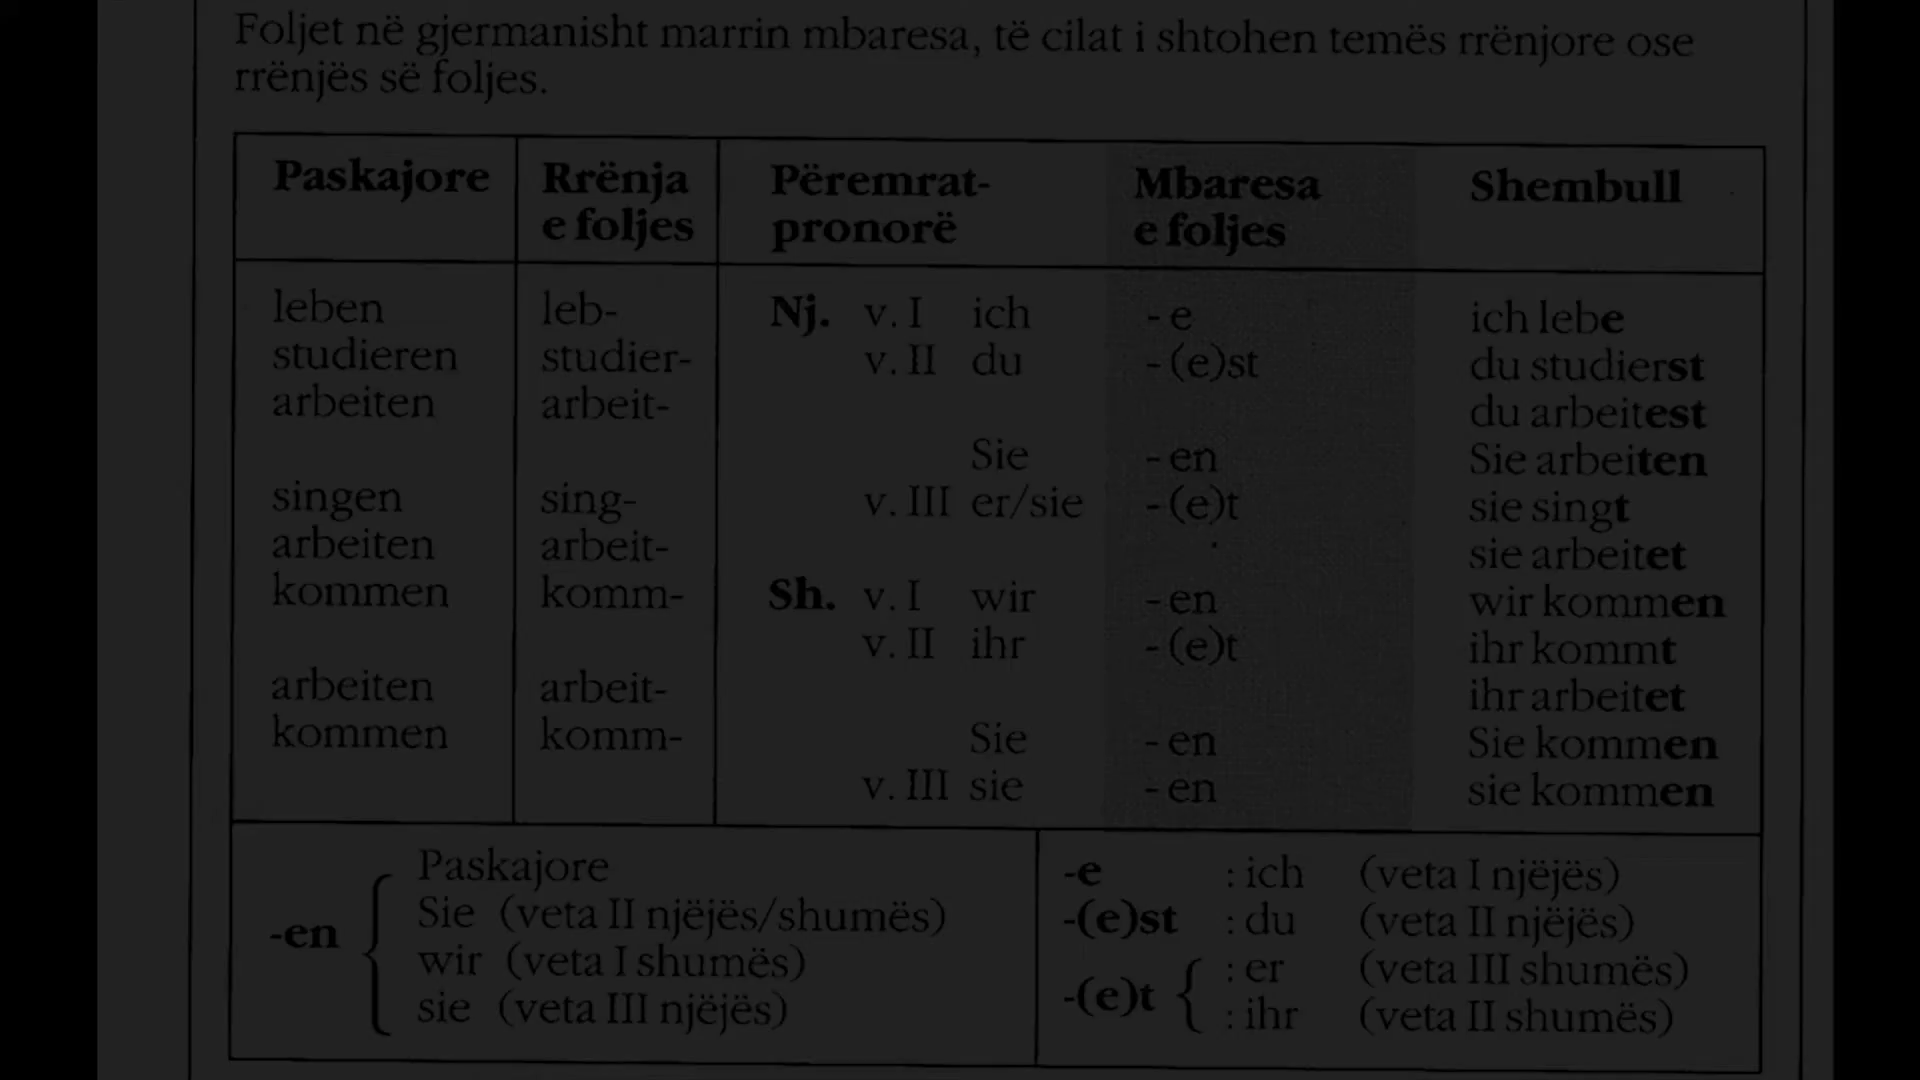 Foljet në gjermanisht marrin mbaresa, të cilat i shtohen temës rrënjore ose
rrënjës së foljes.
Paskajore Rrënja e foljes Përemrat-pronorë Mbaresa e foljes Shembull
leben leb- Nj. v. I ich - e ich lebe
studieren studier- v. II du - (e)st du studierst
arbeiten arbeit- du arbeitest
Sie - en Sie arbeiten
singen sing- v. III er/sie - (e)t sie singt
arbeiten arbeit- sie arbeitet
kommen komm- Sh. v. I wir - en wir kommen
v. II ihr - (e)t ihr kommt
arbeiten arbeit- ihr arbeitet
kommen komm- Sie - en Sie kommen
v. III sie - en sie kommen
-en
Paskajore
Sie (veta II njëjës/shumës)
wir (veta I shumës)
sie (veta III njëjës)
-e : ich (veta I njëjës)
-(e)st : du (veta II njëjës)
-(e)t : er (veta III shumës)
: ihr (veta II shumës)